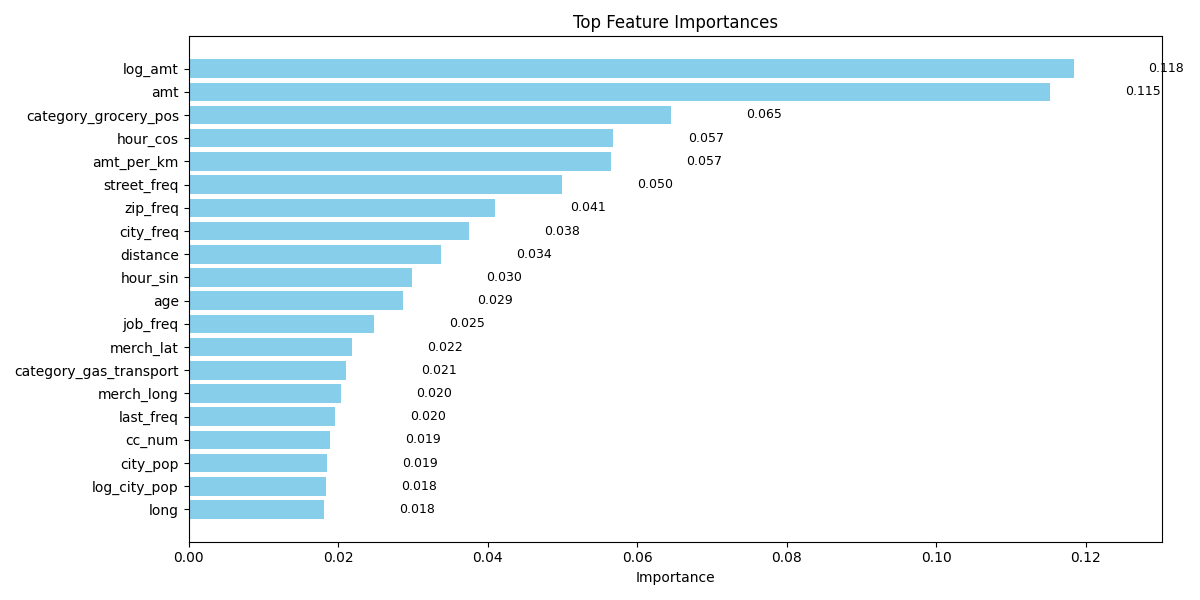 Top Feature Importances
log_amt 0.118
amt 0.115
category_grocery_pos 0.065
hour_cos 0.057
amt_per_km 0.057
street_freq 0.050
zip_freq 0.041
city_freq 0.038
distance 0.034
hour_sin 0.030
age 0.029
job_freq 0.025
merch_lat 0.022
category_gas_transport 0.021
merch_long 0.020
last_freq 0.020
cc_num 0.019
city_pop 0.019
log_city_pop 0.018
long 0.018
0.00 0.02 0.04 0.06 0.08 0.10 0.12
Importance